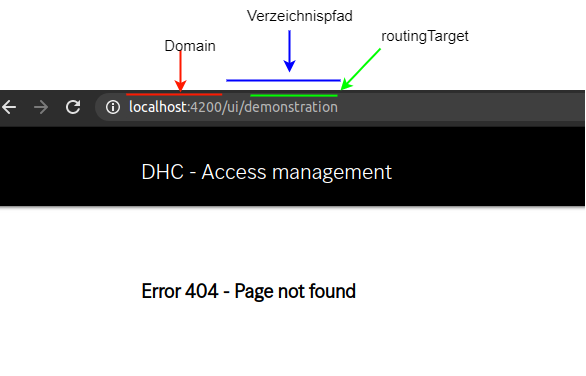 Verzeichnispfad
Domain
routingTarget
localhost:4200/ui/demonstration
DHC - Access management
Error 404 - Page not found